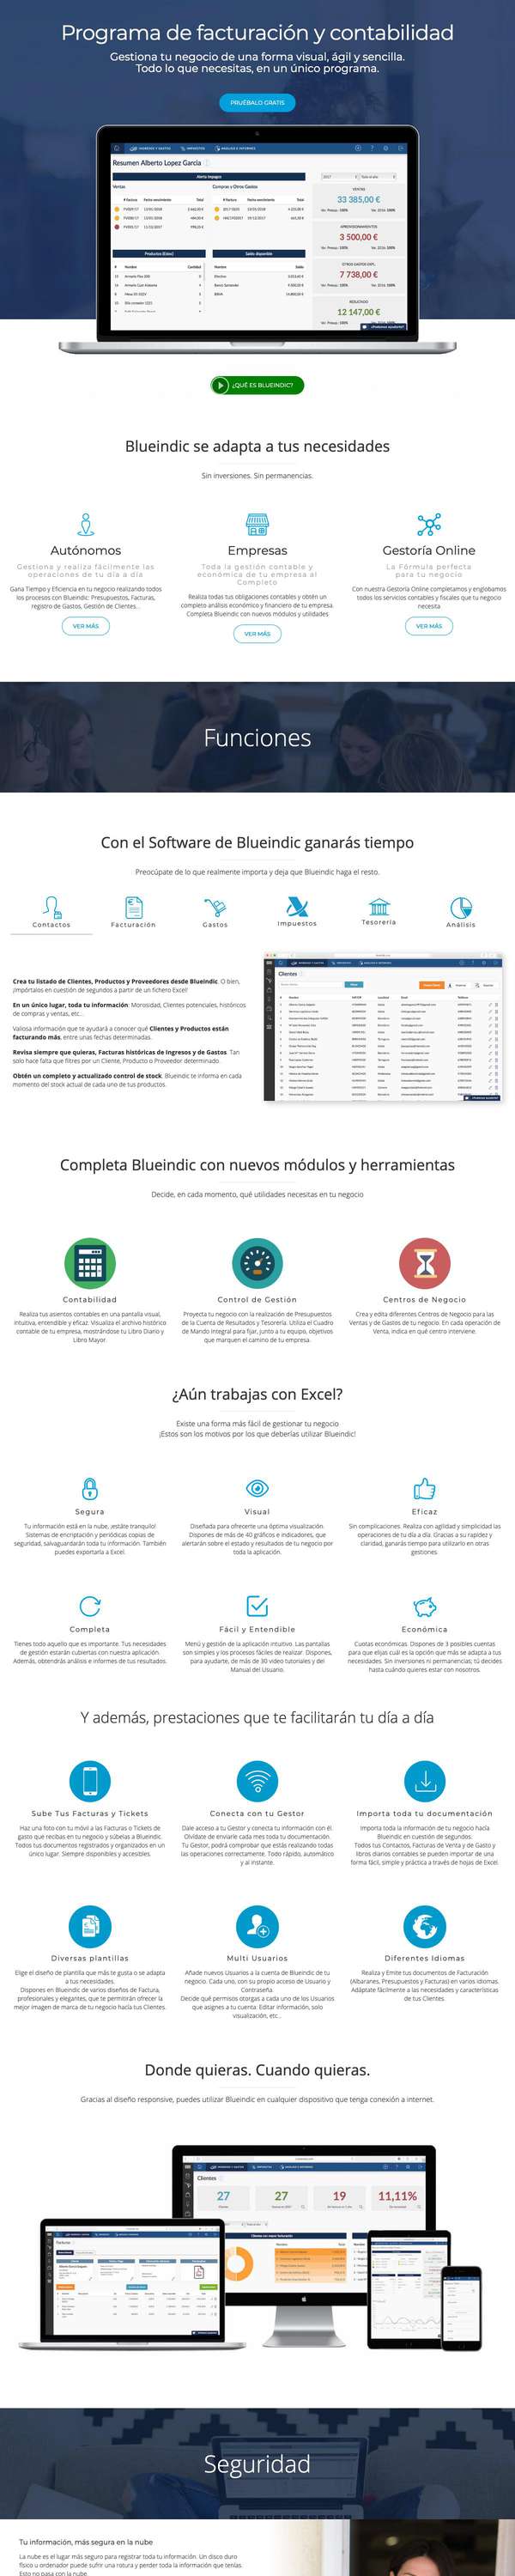 Programa de facturación y contabilidad
Gestiona tu negocio de una forma visual, ágil y sencilla.
Todo lo que necesitas, en un único programa.
PRUÉBALO GRATIS
Resumen Alberto Lopez Garcia
Ventas
Compras y Otros Gastos
33 385,00 €
3 500,00 €
7 738,00 €
12 147,00 €
¿QUÉ ES BLUEINDIC?
Blueindic se adapta a tus necesidades
Sin inversiones. Sin permanencias.
Autónomos
Gestiona y realiza fácilmente las
operaciones de tu día a día
Gana Tiempo y Eficiencia en tu negocio realizando todos
los procesos con Blueindic: Presupuestos, Facturas,
registro de Gastos, Gestión de Clientes..
VER MÁS
Empresas
Toda la gestión contable y
económica de tu empresa al
Completo
Realiza todas tus obligaciones contables y obtén un
completo análisis económico y financiero de tu empresa.
Completa Blueindic con nuevos módulos y utilidades
VER MÁS
Gestoría Online
La Fórmula perfecta
para tu negocio
Con nuestra Gestoría Online completamos y englobamos
todos los servicios contables y fiscales que tu negocio
necesita
VER MÁS
Funciones
Con el Software de Blueindic ganarás tiempo
Preocúpate de lo que realmente importa y deja que Blueindic haga el resto.
Contactos
Facturación
Gastos
Impuestos
Tesorería
Análisis
Crea tu listado de Clientes, Productos y Proveedores desde Blueindic. O bien,
¡Impórtalos en cuestión de segundos a partir de un fichero Excel!
En un único lugar, toda tu información: Morosidad, Clientes potenciales, históricos
de compras y ventas, etc..
Valiosa información que te ayudará a conocer qué Clientes y Productos están
facturando más, entre unas fechas determinadas.
Revisa siempre que quieras, Facturas históricas de Ingresos y de Gastos. Tan
solo hace falta que filtres por un Cliente, Producto o Proveedor determinado.
Obtén un completo y actualizado control de stock. Blueindic te informa en cada
momento del stock actual de cada uno de tus productos.
Clientes
Completa Blueindic con nuevos módulos y herramientas
Decide, en cada momento, qué utilidades necesitas en tu negocio
Contabilidad
Realiza tus asientos contables en una pantalla visual,
intuitiva, entendible y eficaz. Visualiza el archivo histórico
contable de tu empresa, mostrándose tu Libro Diario y
Libro Mayor.
Control de Gestión
Proyecta tu negocio con la realización de Presupuestos
de la Cuenta de Resultados y Tesorería. Utiliza el Cuadro
de Mando Integral para fijar, junto a tu equipo, objetivos
que marquen el camino de tu empresa.
Centros de Negocio
Crea y edita diferentes Centros de Negocio para las
Ventas y de Gastos de tu negocio. En cada operación de
Venta, indica en qué centro interviene.
¿Aún trabajas con Excel?
Existe una forma más fácil de gestionar tu negocio
¡Estos son los motivos por los que deberías utilizar Blueindic!
Segura
Tu información está en la nube, ¡estáte tranquilo!
Sistemas de encriptación y periódicas copias de
seguridad, salvaguardarán toda tu información. También
puedes exportarla a Excel.
Visual
Diseñada para ofrecerte una óptima visualización.
Dispones de más de 40 gráficos e indicadores, que
alertarán sobre el estado y resultados de tu negocio por
toda la aplicación.
Eficaz
Sin complicaciones. Realiza con agilidad y simplicidad las
operaciones de tu día a día. Gracias a su rapidez y
claridad, ganarás tiempo para utilizarlo en otras
gestiones.
Completa
Tienes todo aquello que es importante. Tus necesidades
de gestión estarán cubiertas con nuestra aplicación.
Además, obtendrás análisis e informes de tus resultados.
Fácil y Entendible
Menú y gestión de la aplicación intuitivo. Las pantallas
son simples y los procesos fáciles de realizar. Dispones,
para ayudarte, de más de 30 video tutoriales y del
Manual del Usuario.
Económica
Cuotas económicas. Dispones de 3 posibles cuentas
para que elijas cuál es la opción que más se adapta a tus
necesidades. Sin inversiones ni permanencias; tú decides
hasta cuándo quieres estar con nosotros.
Y además, prestaciones que te facilitarán tu día a día
Sube Tus Facturas y Tickets
Haz una foto con tu móvil a las Facturas o Tickets de
gasto que recibas en tu negocio y súbelas a Blueindic.
Todos tus documentos registrados y organizados en un
único lugar. Siempre disponibles y accesibles.
Conecta con tu Gestor
Dale acceso a tu Gestor y conecta tu información con él.
Olvídate de enviarle cada mes toda tu documentación.
Tu Gestor, podrá comprobar que estás realizando todas
las operaciones correctamente. Todo rápido, automático
y al instante.
Importa toda tu documentación
Importa toda la información de tu negocio hacia
Blueindic en cuestión de segundos.
Todos tus Contactos, Facturas de Venta y de Gasto y
libros diarios contables se pueden importar de una
forma fácil, simple y práctica a través de hojas de Excel.
Diversas plantillas
Elige el diseño de plantilla que más te gusta o se adapta
a tus necesidades.
Dispones en Blueindic de varios diseños de Factura,
profesionales y elegantes, que te permitirán ofrecer la
mejor imagen de marca de tu negocio hacia tus Clientes.
Multi Usuarios
Añade nuevos Usuarios a la cuenta de Blueindic de tu
negocio. Cada uno, con su propio acceso de Usuario y
Contraseña.
Decide qué permisos otorgas a cada uno de los Usuarios
que asignes a tu cuenta: Editar información, solo
visualización, etc..
Diferentes Idiomas
Realiza y Emite tus documentos de Facturación
(Albaranes, Presupuestos y Facturas) en varios idiomas.
Adáptate fácilmente a las necesidades y características
de tus Clientes.
Donde quieras. Cuando quieras.
Gracias al diseño responsive, puedes utilizar Blueindic en cualquier dispositivo que tenga conexión a internet.
Clientes
27
27
19
11,11%
Seguridad
Tu información, más segura en la nube
La nube es el lugar más seguro para registrar toda tu información. Un disco duro
físico u ordenador puede sufrir una rotura y perder toda la información que tenías.
Esto no pasa con la nube.